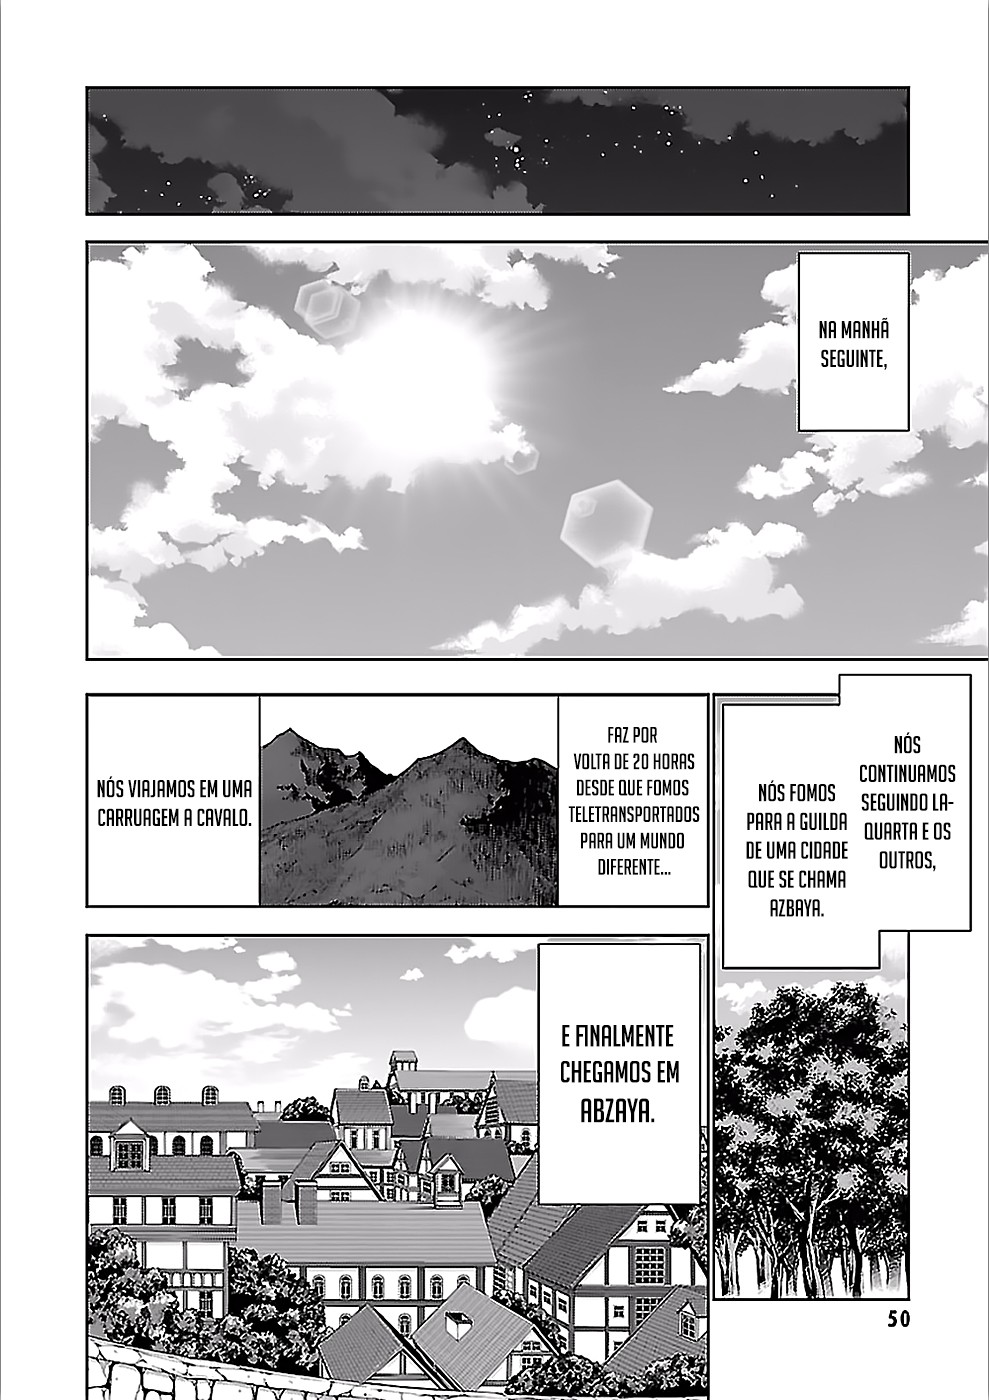 NA MANHÃ
SEGUINTE,
NÓS
CONTINUAMOS
SEGUINDO LA-
QUARTA E OS
OUTROS,
NÓS FOMOS
PARA A GUILDA
DE UMA CIDADE
QUE SE CHAMA
AZBAYA.
FAZ POR
VOLTA DE 20 HORAS
DESDE QUE FOMOS
TELETRANSPORTADOS
PARA UM MUNDO
DIFERENTE...
NÓS VIAJAMOS EM UMA
CARRUAGEM A CAVALO.
E FINALMENTE
CHEGAMOS EM
ABZAYA.
50